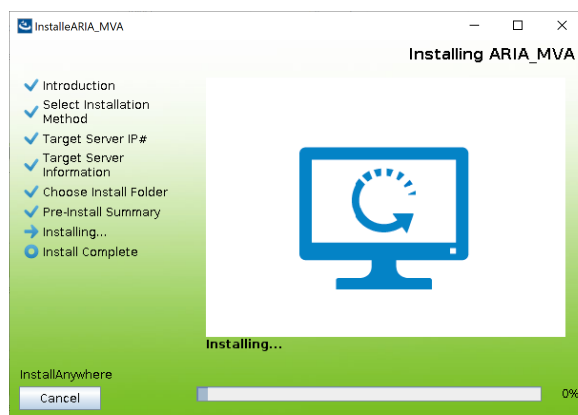 InstalleARIA_MVA
Installing ARIA_MVA
Introduction
Select Installation
Method
Target Server IP#
Target Server
Information
Choose Install Folder
Pre-Install Summary
Installing...
Install Complete
Installing...
InstallAnywhere
Cancel
0%